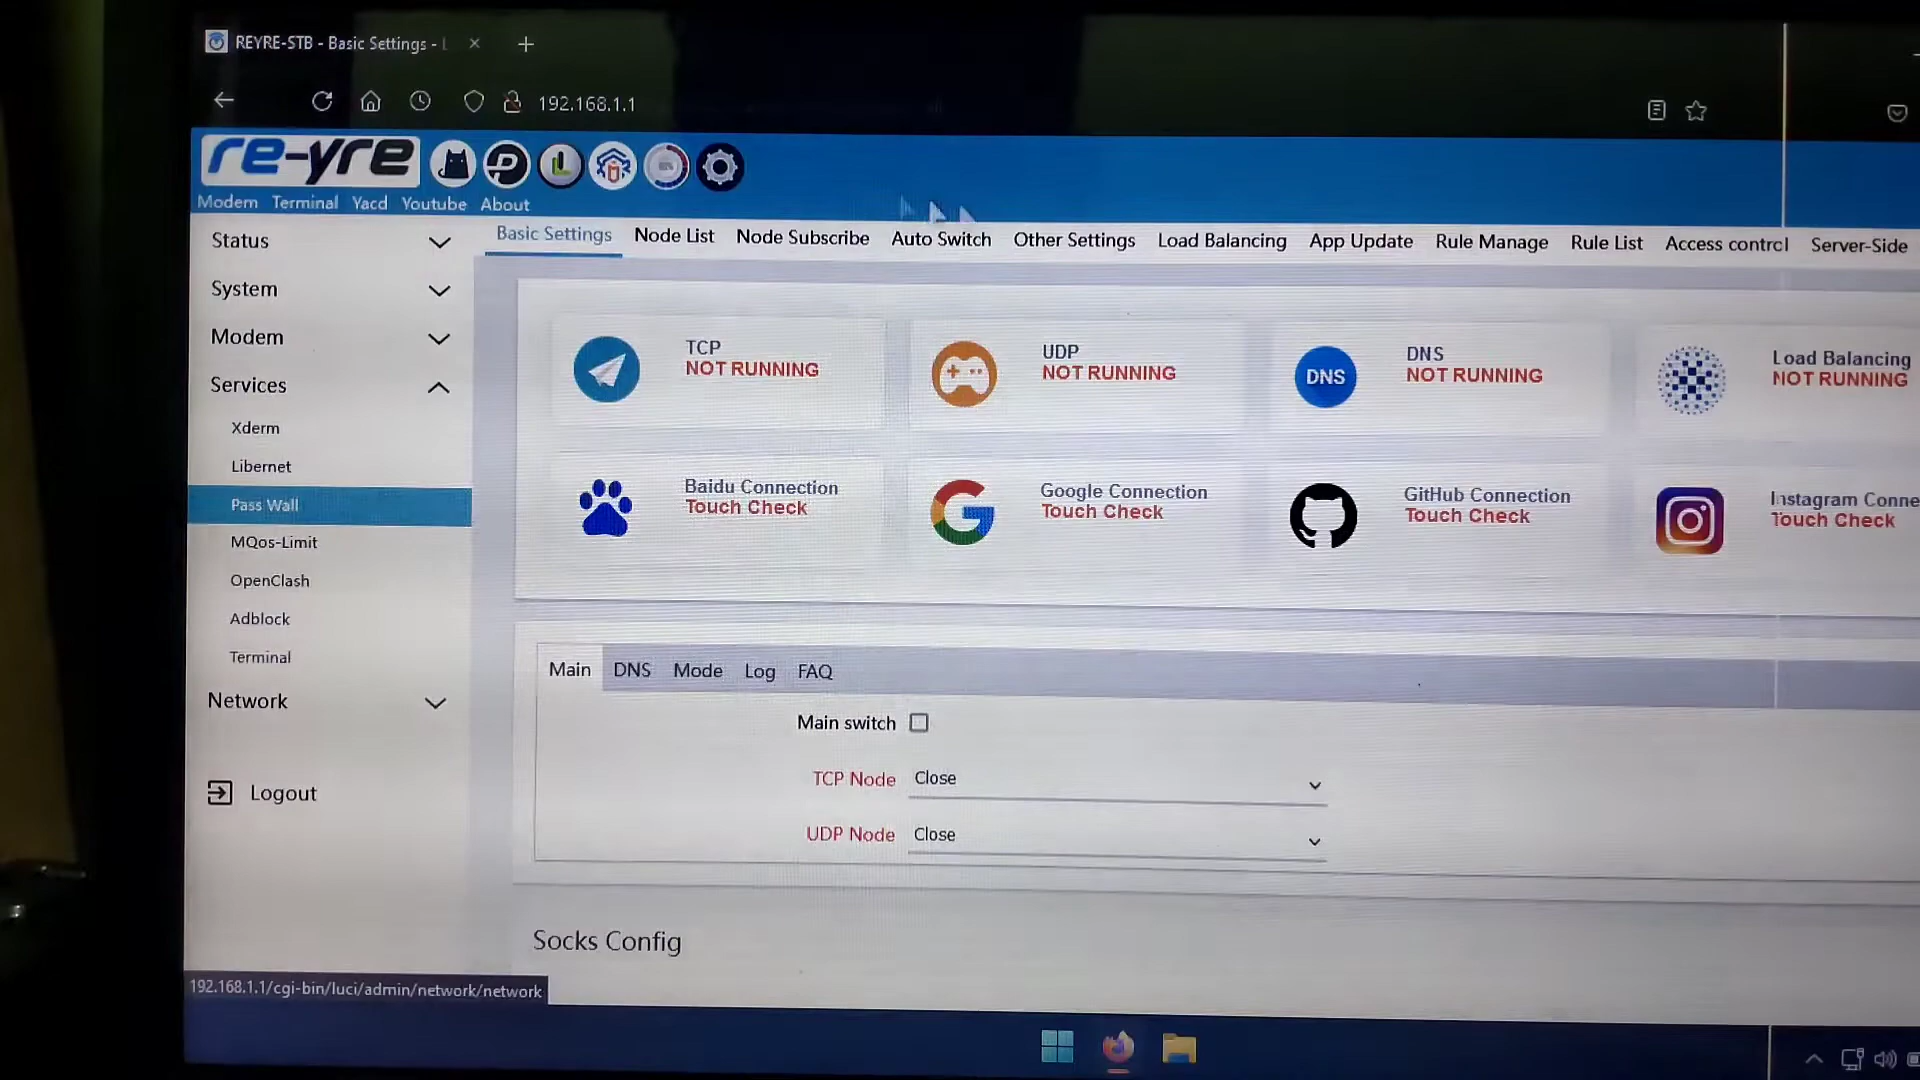 REYRE-STB - Basic Settings - L
192.168.1.1
re-yre
Modem Terminal Yacd Youtube About
Basic Settings Node List Node Subscribe Auto Switch Other Settings Load Balancing App Update Rule Manage Rule List Access control Server-Side
Status
System
Modem
Services
Xderm
Libernet
Pass Wall
MQos-Limit
OpenClash
Adblock
Terminal
Network
Logout
TCP
NOT RUNNING
UDP
NOT RUNNING
DNS
DNS
NOT RUNNING
Load Balancing
NOT RUNNING
Baidu Connection
Touch Check
Google Connection
Touch Check
GitHub Connection
Touch Check
Instagram Conne
Touch Check
Main DNS Mode Log FAQ
Main switch
TCP Node Close
UDP Node Close
Socks Config
192.168.1.1/cgi-bin/luci/admin/network/network